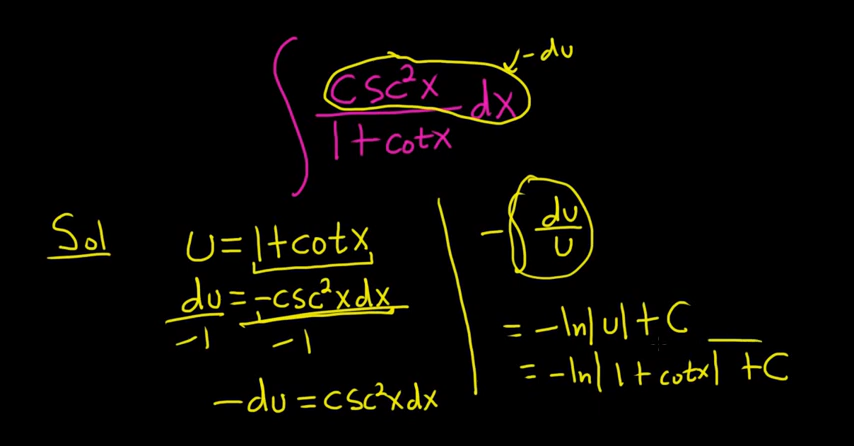 ∫ csc²x / 1+cotx dx ← -du
Sol
U = 1+cotx
du = -csc²x dx
-1 -1
-du = csc²x dx
-∫ du/U
= -ln|U| + C
= -ln|1+cotx| + C